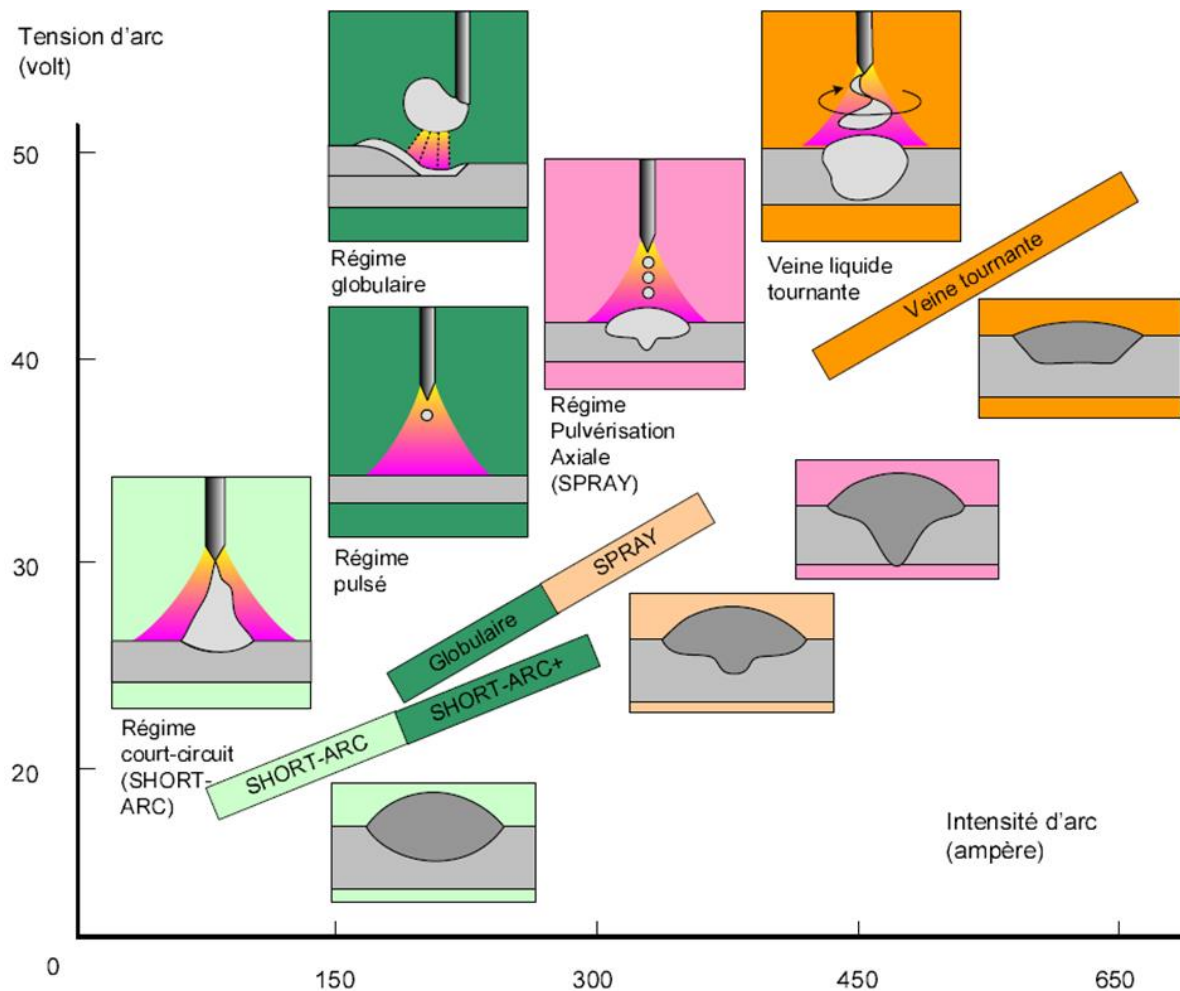 Tension d'arc
(volt)
50
40
30
20
0
150
300
450
650
Intensité d'arc
(ampère)
Régime
globulaire
Régime
pulsé
Régime
Pulvérisation
Axiale
(SPRAY)
Veine liquide
tournante
Veine tournante
Régime
court-circuit
(SHORT-
ARC)
Globulaire
SPRAY
SHORT-ARC
SHORT-ARC+